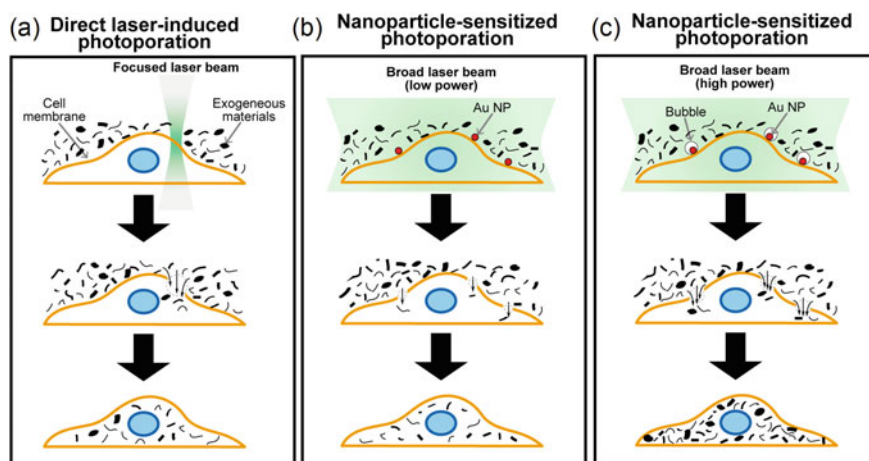 (a) Direct laser-induced
photoporation
Focused laser beam
Cell
membrane
Exogeneous
materials
(b) Nanoparticle-sensitized
photoporation
Broad laser beam
(low power)
Au NP
(c) Nanoparticle-sensitized
photoporation
Broad laser beam
(high power)
Bubble
Au NP